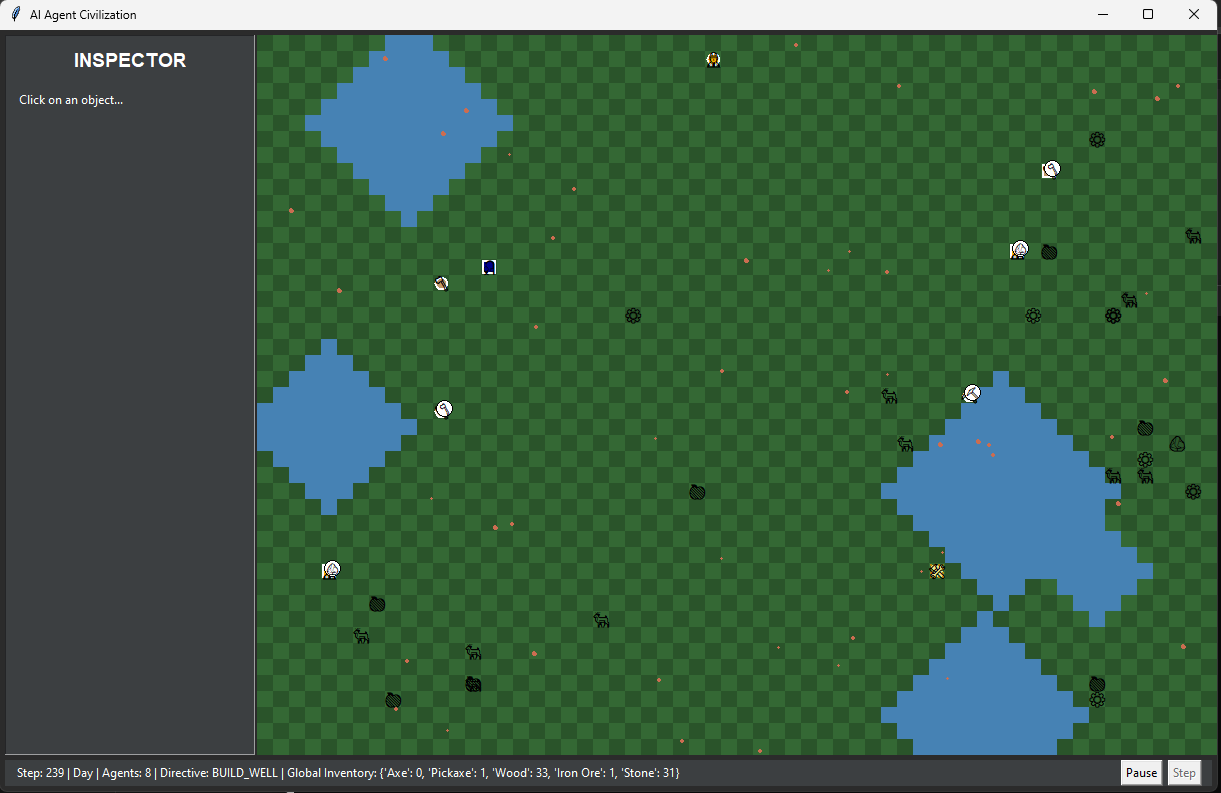 AI Agent Civilization
INSPECTOR
Click on an object...
Step: 239 | Day | Agents: 8 | Directive: BUILD_WELL | Global Inventory: {'Axe': 0, 'Pickaxe': 1, 'Wood': 33, 'Iron Ore': 1, 'Stone': 31}
Pause
Step